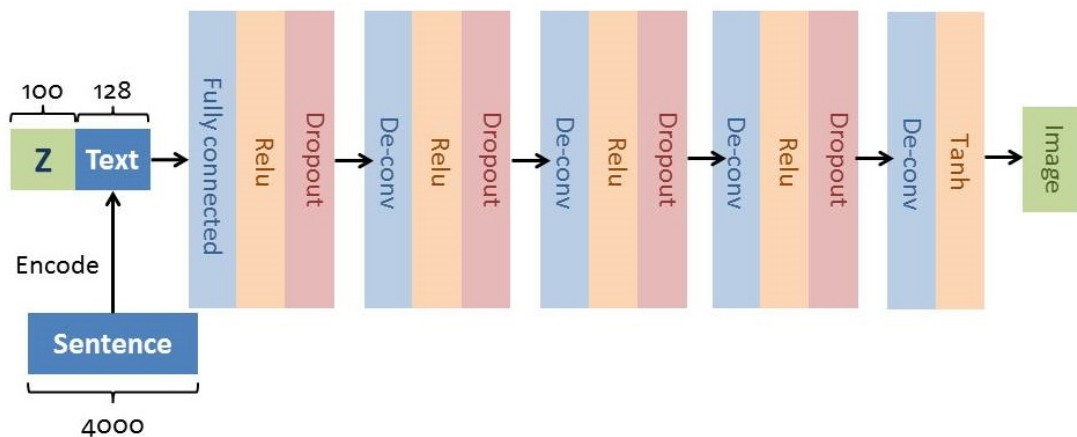 100
128
Z
Text
Encode
Sentence
4000
Fully connected
Relu
Dropout
De-conv
Relu
Dropout
De-conv
Relu
Dropout
De-conv
Relu
Dropout
De-conv
Tanh
Image